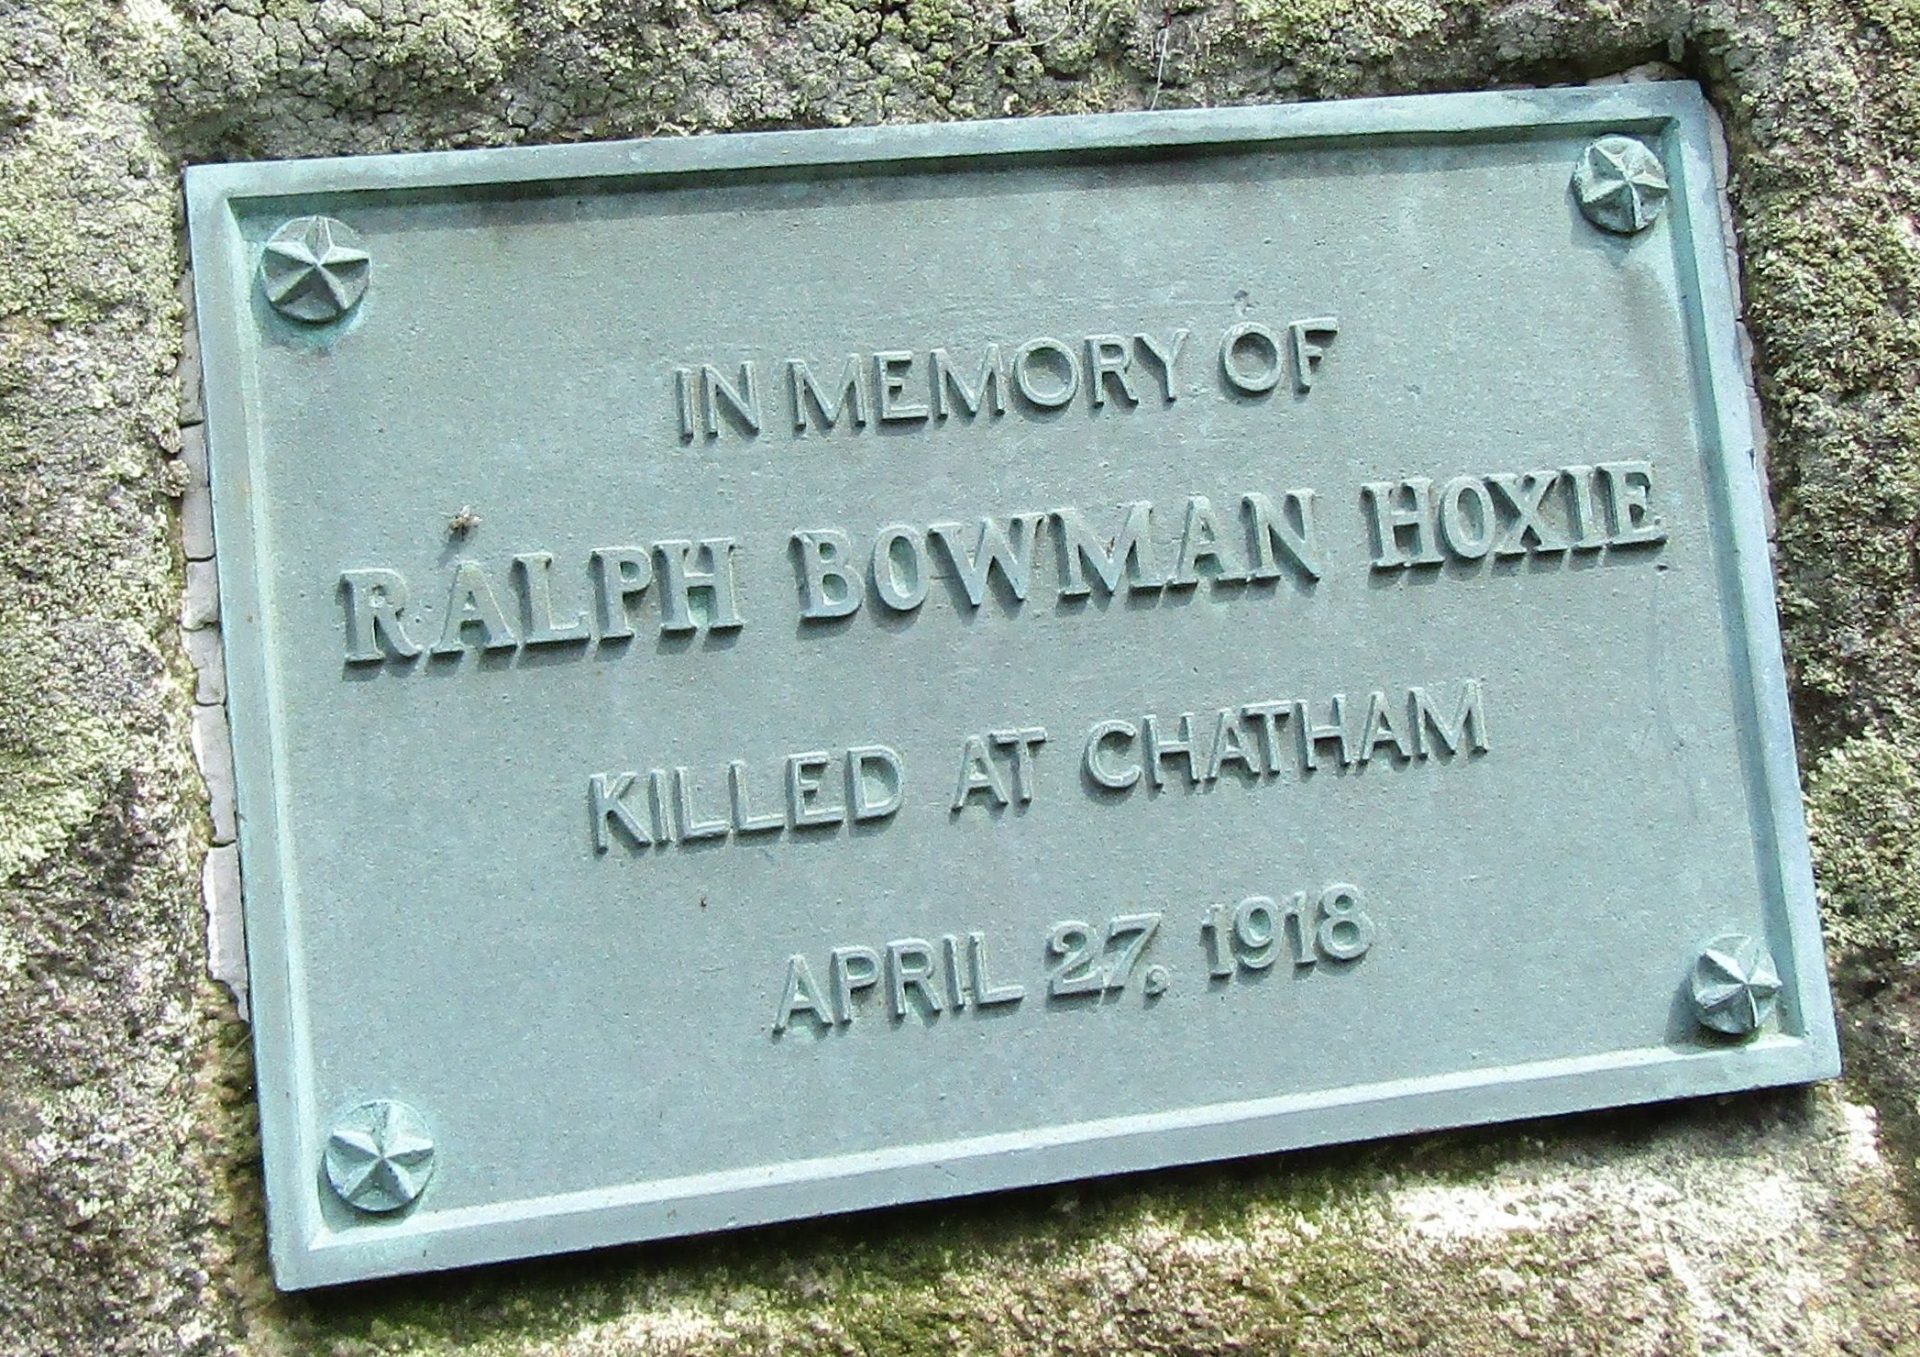 IN MEMORY OF
RALPH BOWMAN HOXIE
KILLED AT CHATHAM
APRIL 27, 1918